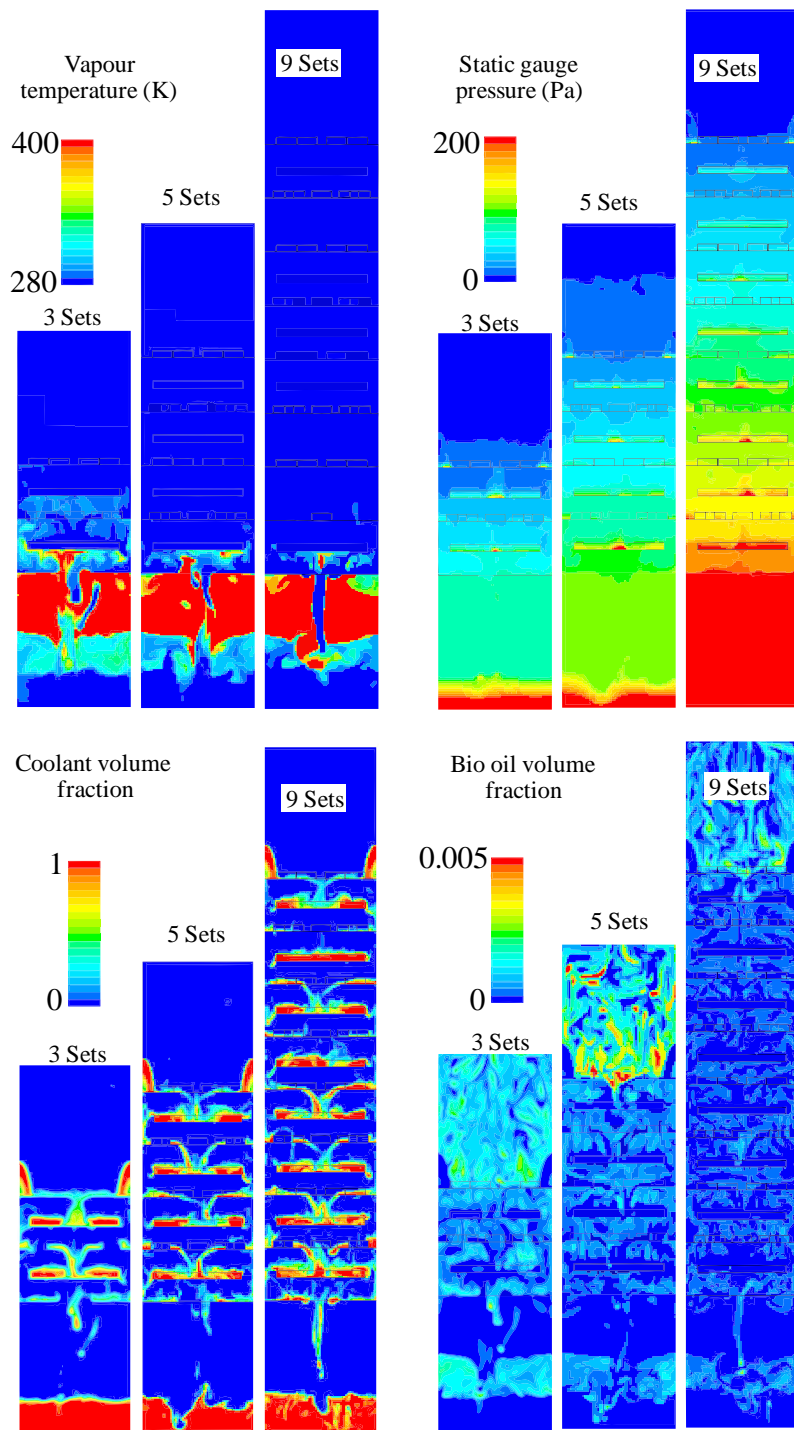 Vapour
temperature (K)
400
280
3 Sets
5 Sets
9 Sets
Static gauge
pressure (Pa)
200
0
3 Sets
5 Sets
9 Sets
Coolant volume
fraction
1
0
3 Sets
5 Sets
9 Sets
Bio oil volume
fraction
0.005
0
3 Sets
5 Sets
9 Sets